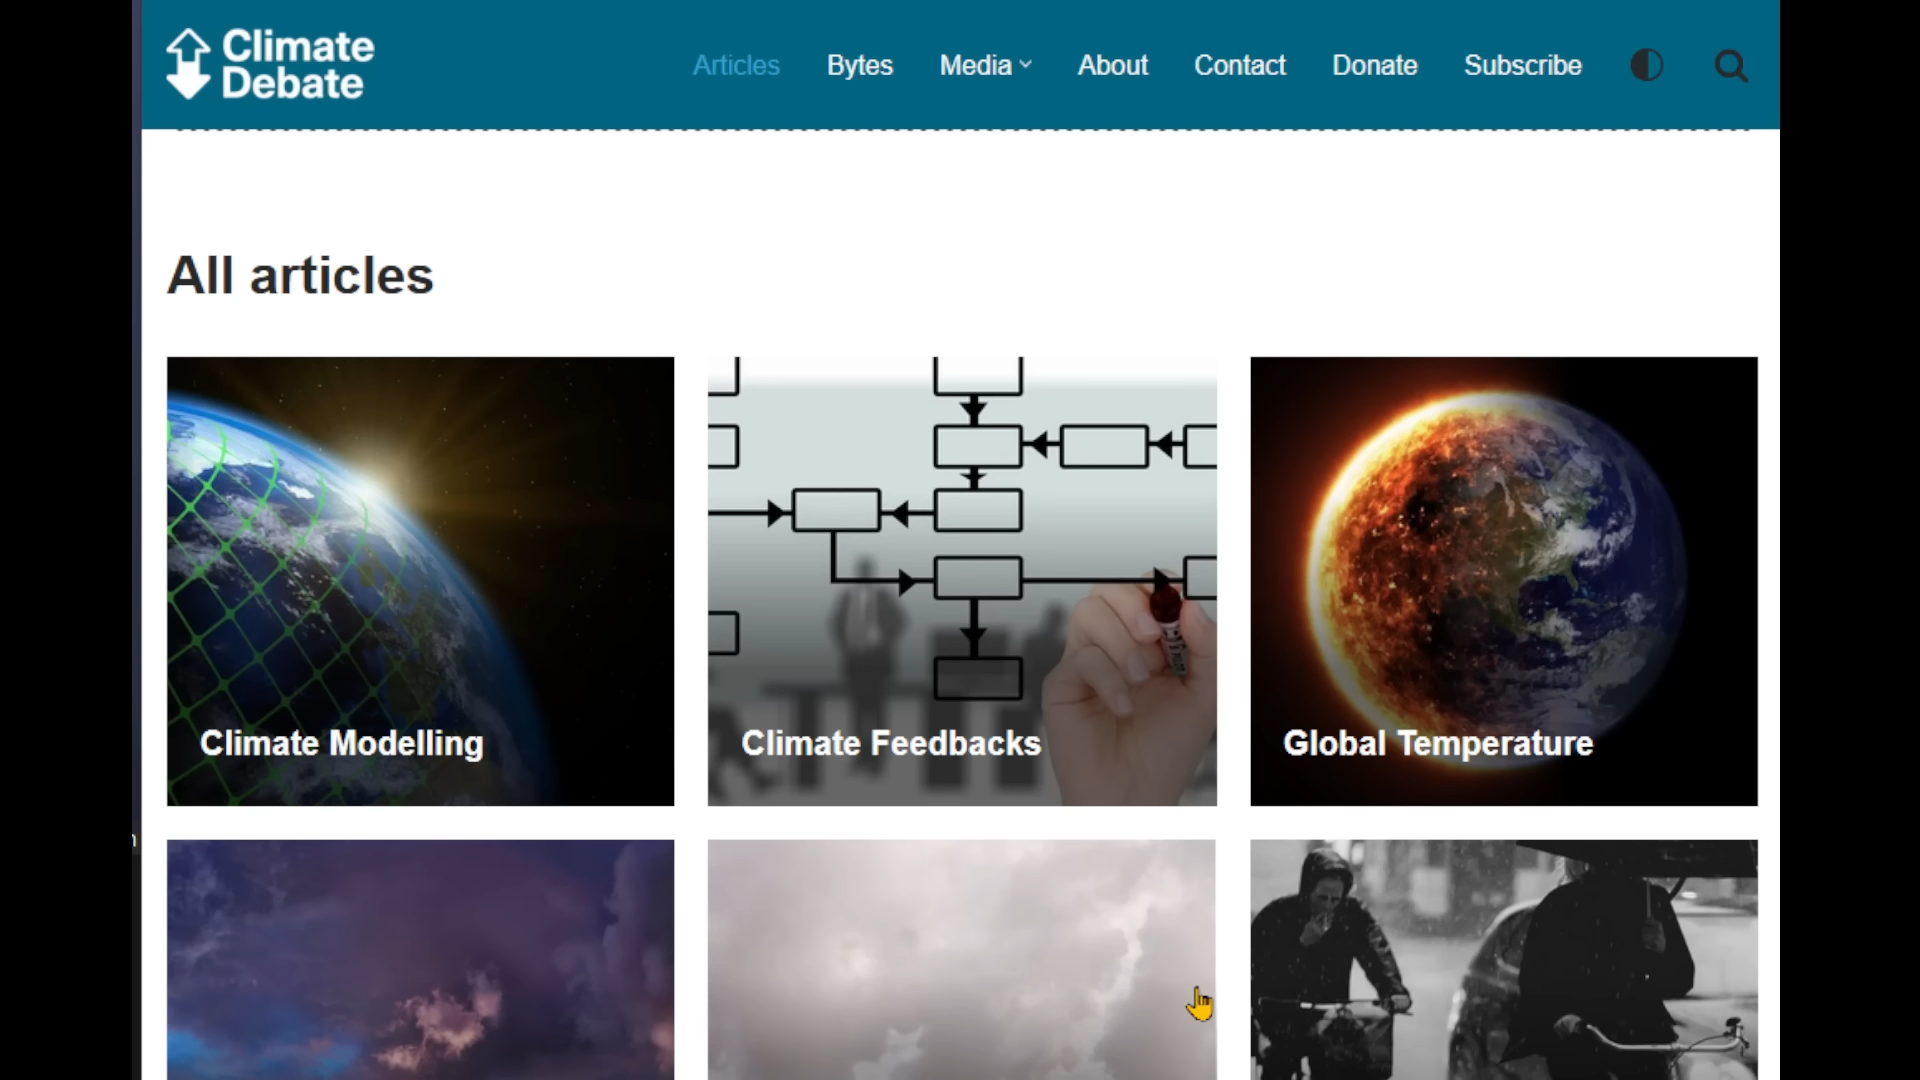 Climate
Debate
Articles Bytes Media About Contact Donate Subscribe
All articles
Climate Modelling
Climate Feedbacks
Global Temperature